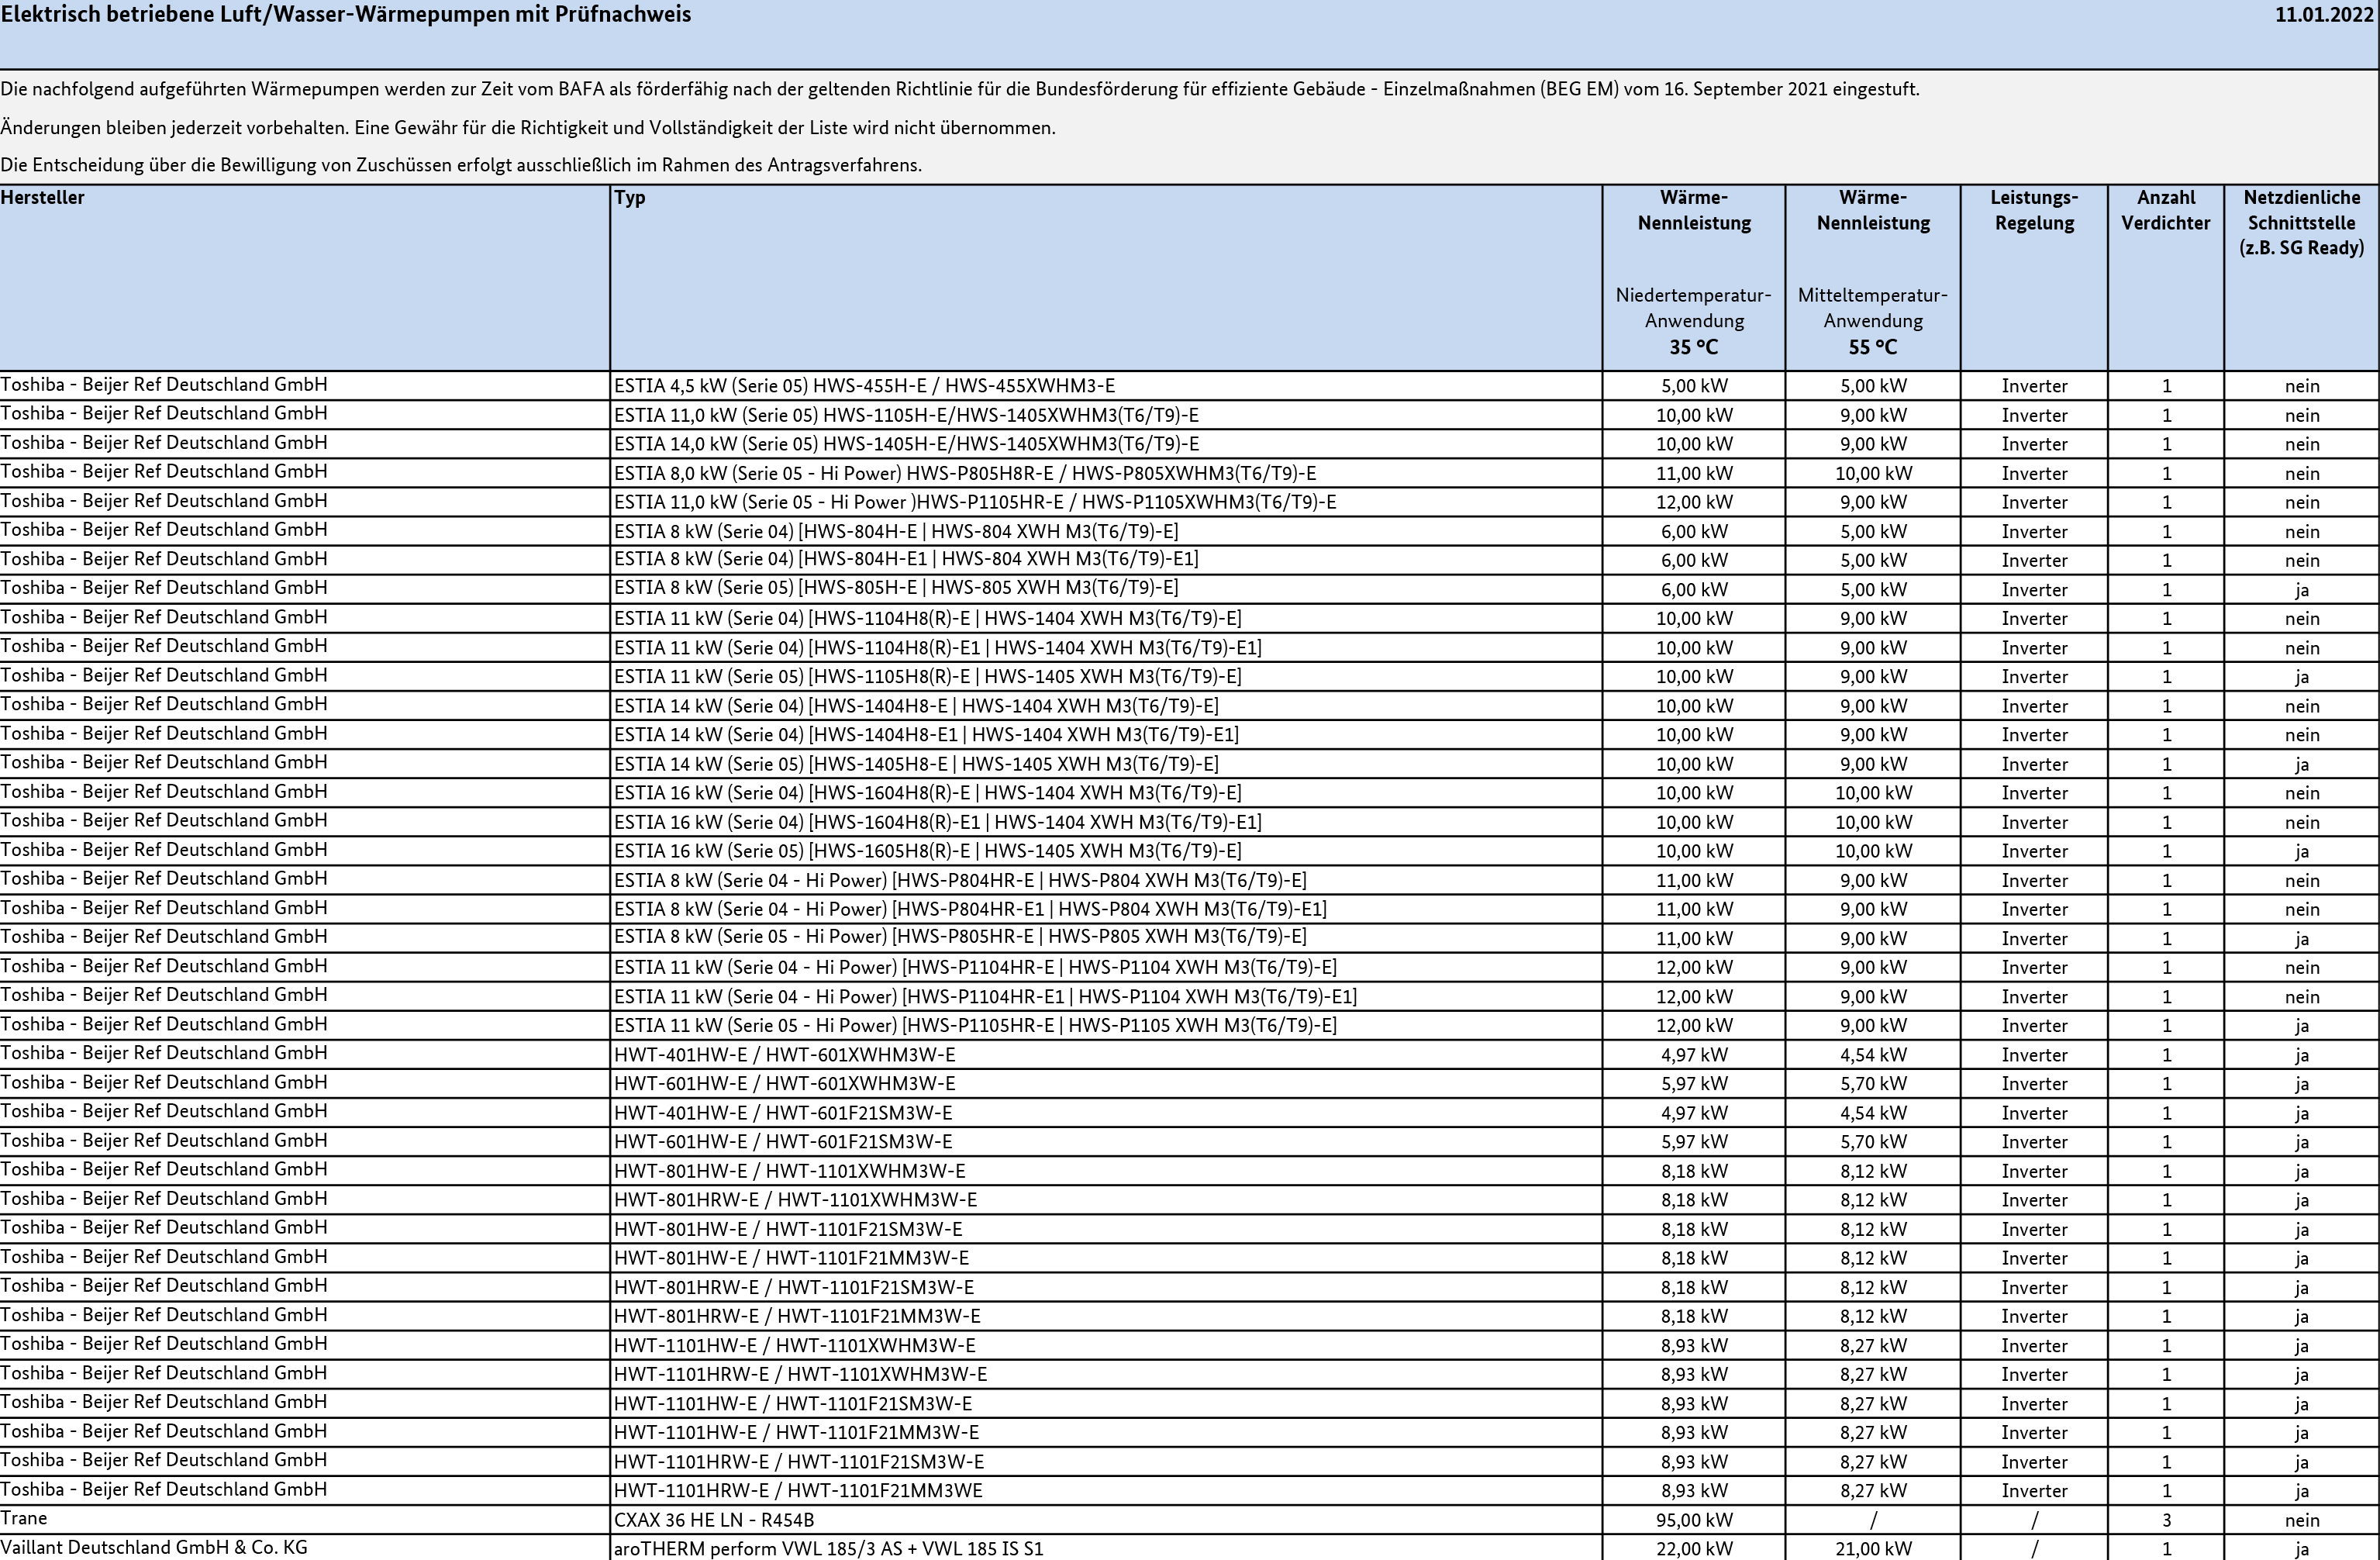 Elektrisch betriebene Luft/Wasser-Wärmepumpen mit Prüfnachweis 11.01.2022
Die nachfolgend aufgeführten Wärmepumpen werden zur Zeit vom BAFA als förderfähig nach der geltenden Richtlinie für die Bundesförderung für effiziente Gebäude - Einzelmaßnahmen (BEG EM) vom 16. September 2021 eingestuft.
Änderungen bleiben jederzeit vorbehalten. Eine Gewähr für die Richtigkeit und Vollständigkeit der Liste wird nicht übernommen.
Die Entscheidung über die Bewilligung von Zuschüssen erfolgt ausschließlich im Rahmen des Antragsverfahrens.
Hersteller Typ Wärme- Wärme- Leistungs- Anzahl Netzdienliche
Nennleistung Nennleistung Regelung Verdichter Schnittstelle
(z.B. SG Ready)
Niedertemperatur- Mitteltemperatur-
Anwendung Anwendung
35 °C 55 °C
Toshiba - Beijer Ref Deutschland GmbH ESTIA 4,5 kW (Serie 05) HWS-455H-E / HWS-455XWHM3-E 5,00 kW 5,00 kW Inverter 1 nein
Toshiba - Beijer Ref Deutschland GmbH ESTIA 11,0 kW (Serie 05) HWS-1105H-E/HWS-1405XWHM3(T6/T9)-E 10,00 kW 9,00 kW Inverter 1 nein
Toshiba - Beijer Ref Deutschland GmbH ESTIA 14,0 kW (Serie 05) HWS-1405H-E/HWS-1405XWHM3(T6/T9)-E 10,00 kW 9,00 kW Inverter 1 nein
Toshiba - Beijer Ref Deutschland GmbH ESTIA 8,0 kW (Serie 05 - Hi Power) HWS-P805H8R-E / HWS-P805XWHM3(T6/T9)-E 11,00 kW 10,00 kW Inverter 1 nein
Toshiba - Beijer Ref Deutschland GmbH ESTIA 11,0 kW (Serie 05 - Hi Power )HWS-P1105HR-E / HWS-P1105XWHM3(T6/T9)-E 12,00 kW 9,00 kW Inverter 1 nein
Toshiba - Beijer Ref Deutschland GmbH ESTIA 8 kW (Serie 04) [HWS-804H-E | HWS-804 XWH M3(T6/T9)-E] 6,00 kW 5,00 kW Inverter 1 nein
Toshiba - Beijer Ref Deutschland GmbH ESTIA 8 kW (Serie 04) [HWS-804H-E1 | HWS-804 XWH M3(T6/T9)-E1] 6,00 kW 5,00 kW Inverter 1 nein
Toshiba - Beijer Ref Deutschland GmbH ESTIA 8 kW (Serie 05) [HWS-805H-E | HWS-805 XWH M3(T6/T9)-E] 6,00 kW 5,00 kW Inverter 1 ja
Toshiba - Beijer Ref Deutschland GmbH ESTIA 11 kW (Serie 04) [HWS-1104H8(R)-E | HWS-1404 XWH M3(T6/T9)-E] 10,00 kW 9,00 kW Inverter 1 nein
Toshiba - Beijer Ref Deutschland GmbH ESTIA 11 kW (Serie 04) [HWS-1104H8(R)-E1 | HWS-1404 XWH M3(T6/T9)-E1] 10,00 kW 9,00 kW Inverter 1 nein
Toshiba - Beijer Ref Deutschland GmbH ESTIA 11 kW (Serie 05) [HWS-1105H8(R)-E | HWS-1405 XWH M3(T6/T9)-E] 10,00 kW 9,00 kW Inverter 1 ja
Toshiba - Beijer Ref Deutschland GmbH ESTIA 14 kW (Serie 04) [HWS-1404H8-E | HWS-1404 XWH M3(T6/T9)-E] 10,00 kW 9,00 kW Inverter 1 nein
Toshiba - Beijer Ref Deutschland GmbH ESTIA 14 kW (Serie 04) [HWS-1404H8-E1 | HWS-1404 XWH M3(T6/T9)-E1] 10,00 kW 9,00 kW Inverter 1 nein
Toshiba - Beijer Ref Deutschland GmbH ESTIA 14 kW (Serie 05) [HWS-1405H8-E | HWS-1405 XWH M3(T6/T9)-E] 10,00 kW 9,00 kW Inverter 1 ja
Toshiba - Beijer Ref Deutschland GmbH ESTIA 16 kW (Serie 04) [HWS-1604H8(R)-E | HWS-1404 XWH M3(T6/T9)-E] 10,00 kW 10,00 kW Inverter 1 nein
Toshiba - Beijer Ref Deutschland GmbH ESTIA 16 kW (Serie 04) [HWS-1604H8(R)-E1 | HWS-1404 XWH M3(T6/T9)-E1] 10,00 kW 10,00 kW Inverter 1 nein
Toshiba - Beijer Ref Deutschland GmbH ESTIA 16 kW (Serie 05) [HWS-1605H8(R)-E | HWS-1405 XWH M3(T6/T9)-E] 10,00 kW 10,00 kW Inverter 1 ja
Toshiba - Beijer Ref Deutschland GmbH ESTIA 8 kW (Serie 04 - Hi Power) [HWS-P804HR-E | HWS-P804 XWH M3(T6/T9)-E] 11,00 kW 9,00 kW Inverter 1 nein
Toshiba - Beijer Ref Deutschland GmbH ESTIA 8 kW (Serie 04 - Hi Power) [HWS-P804HR-E1 | HWS-P804 XWH M3(T6/T9)-E1] 11,00 kW 9,00 kW Inverter 1 nein
Toshiba - Beijer Ref Deutschland GmbH ESTIA 8 kW (Serie 05 - Hi Power) [HWS-P805HR-E | HWS-P805 XWH M3(T6/T9)-E] 11,00 kW 9,00 kW Inverter 1 ja
Toshiba - Beijer Ref Deutschland GmbH ESTIA 11 kW (Serie 04 - Hi Power) [HWS-P1104HR-E | HWS-P1104 XWH M3(T6/T9)-E] 12,00 kW 9,00 kW Inverter 1 nein
Toshiba - Beijer Ref Deutschland GmbH ESTIA 11 kW (Serie 04 - Hi Power) [HWS-P1104HR-E1 | HWS-P1104 XWH M3(T6/T9)-E1] 12,00 kW 9,00 kW Inverter 1 nein
Toshiba - Beijer Ref Deutschland GmbH ESTIA 11 kW (Serie 05 - Hi Power) [HWS-P1105HR-E | HWS-P1105 XWH M3(T6/T9)-E] 12,00 kW 9,00 kW Inverter 1 ja
Toshiba - Beijer Ref Deutschland GmbH HWT-401HW-E / HWT-601XWHM3W-E 4,97 kW 4,54 kW Inverter 1 ja
Toshiba - Beijer Ref Deutschland GmbH HWT-601HW-E / HWT-601XWHM3W-E 5,97 kW 5,70 kW Inverter 1 ja
Toshiba - Beijer Ref Deutschland GmbH HWT-401HW-E / HWT-601F21SM3W-E 4,97 kW 4,54 kW Inverter 1 ja
Toshiba - Beijer Ref Deutschland GmbH HWT-601HW-E / HWT-601F21SM3W-E 5,97 kW 5,70 kW Inverter 1 ja
Toshiba - Beijer Ref Deutschland GmbH HWT-801HW-E / HWT-1101XWHM3W-E 8,18 kW 8,12 kW Inverter 1 ja
Toshiba - Beijer Ref Deutschland GmbH HWT-801HRW-E / HWT-1101XWHM3W-E 8,18 kW 8,12 kW Inverter 1 ja
Toshiba - Beijer Ref Deutschland GmbH HWT-801HW-E / HWT-1101F21SM3W-E 8,18 kW 8,12 kW Inverter 1 ja
Toshiba - Beijer Ref Deutschland GmbH HWT-801HW-E / HWT-1101F21MM3W-E 8,18 kW 8,12 kW Inverter 1 ja
Toshiba - Beijer Ref Deutschland GmbH HWT-801HRW-E / HWT-1101F21SM3W-E 8,18 kW 8,12 kW Inverter 1 ja
Toshiba - Beijer Ref Deutschland GmbH HWT-801HRW-E / HWT-1101F21MM3W-E 8,18 kW 8,12 kW Inverter 1 ja
Toshiba - Beijer Ref Deutschland GmbH HWT-1101HW-E / HWT-1101XWHM3W-E 8,93 kW 8,27 kW Inverter 1 ja
Toshiba - Beijer Ref Deutschland GmbH HWT-1101HRW-E / HWT-1101XWHM3W-E 8,93 kW 8,27 kW Inverter 1 ja
Toshiba - Beijer Ref Deutschland GmbH HWT-1101HW-E / HWT-1101F21SM3W-E 8,93 kW 8,27 kW Inverter 1 ja
Toshiba - Beijer Ref Deutschland GmbH HWT-1101HW-E / HWT-1101F21MM3W-E 8,93 kW 8,27 kW Inverter 1 ja
Toshiba - Beijer Ref Deutschland GmbH HWT-1101HRW-E / HWT-1101F21SM3W-E 8,93 kW 8,27 kW Inverter 1 ja
Toshiba - Beijer Ref Deutschland GmbH HWT-1101HRW-E / HWT-1101F21MM3WE 8,93 kW 8,27 kW Inverter 1 ja
Trane CXAX 36 HE LN - R454B 95,00 kW / / 3 nein
Vaillant Deutschland GmbH & Co. KG aroTHERM perform VWL 185/3 AS + VWL 185 IS S1 22,00 kW 21,00 kW / 1 ja